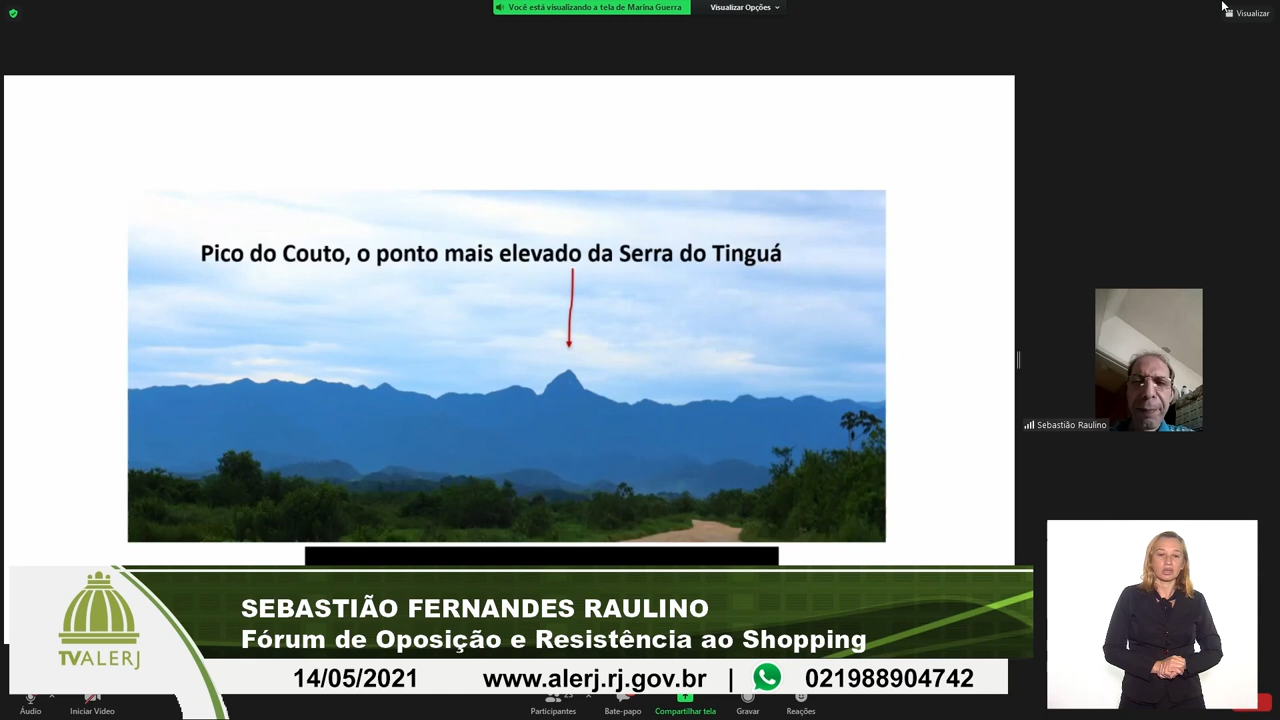 Você está visualizando a tela de Marina Guerra
Visualizar Opções
Visualizar
Pico do Couto, o ponto mais elevado da Serra do Tinguá
Sebastião Raulino
SEBASTIÃO FERNANDES RAULINO
Fórum de Oposição e Resistência ao Shopping
TVALERJ
14/05/2021 www.alerj.rj.gov.br | 021988904742
Áudio
Iniciar Vídeo
Participantes
Bate-papo
Compartilhar tela
Gravar
Reações